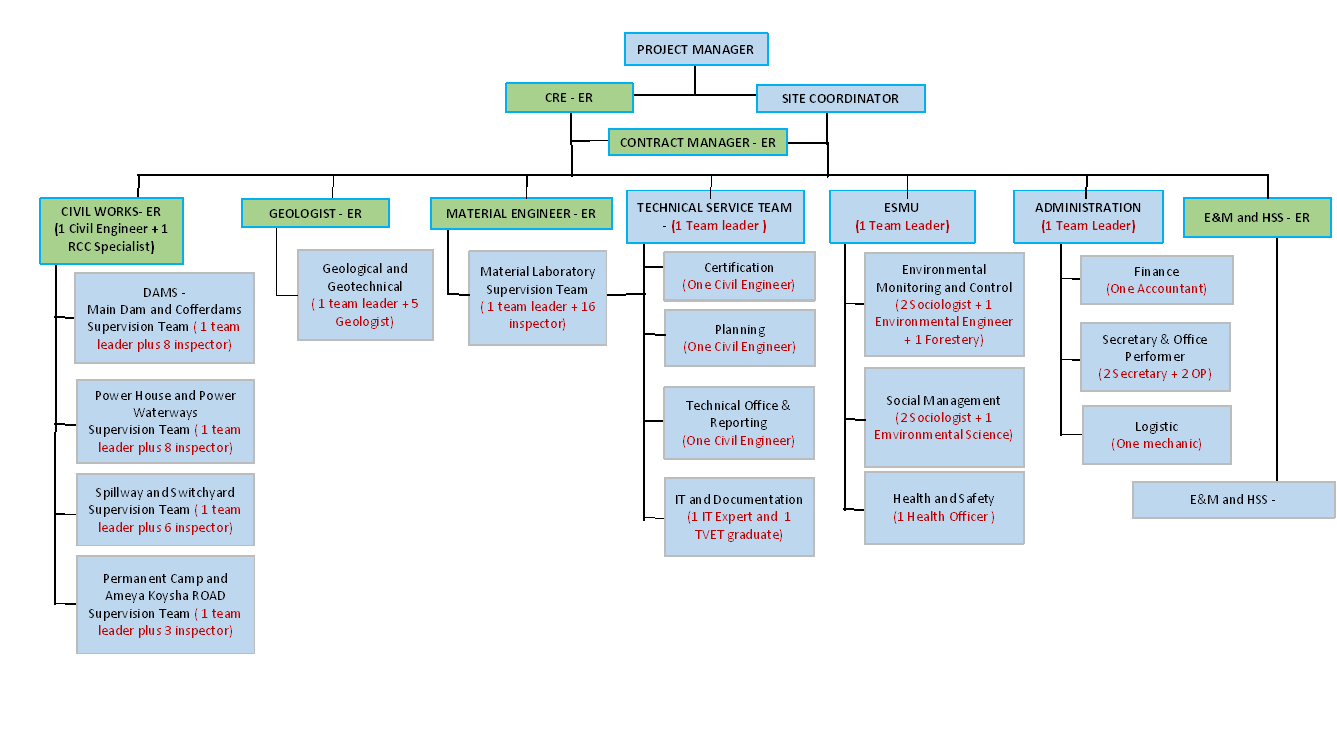 PROJECT MANAGER
CRE - ER
SITE COORDINATOR
CONTRACT MANAGER - ER
CIVIL WORKS- ER
(1 Civil Engineer + 1
RCC Specialist)
GEOLOGIST - ER
MATERIAL ENGINEER - ER
TECHNICAL SERVICE TEAM
- (1 Team leader )
ESMU
(1 Team Leader)
ADMINISTRATION
(1 Team Leader)
E&M and HSS - ER
DAMS -
Main Dam and Cofferdams
Supervision Team ( 1 team
leader plus 8 inspector)
Power House and Power
Waterways
Supervision Team ( 1 team
leader plus 8 inspector)
Spillway and Switchyard
Supervision Team ( 1 team
leader plus 6 inspector)
Permanent Camp and
Ameya Koysha ROAD
Supervision Team ( 1 team
leader plus 3 inspector)
Geological and
Geotechnical
( 1 team leader + 5
Geologist)
Material Laboratory
Supervision Team
( 1 team leader + 16
inspector)
Certification
(One Civil Engineer)
Planning
(One Civil Engineer)
Technical Office &
Reporting
(One Civil Engineer)
IT and Documentation
(1 IT Expert and 1
TVET graduate)
Environmental
Monitoring and Control
(2 Sociologist + 1
Environmental Engineer
+ 1 Forestery)
Social Management
(2 Sociologist + 1
Emvironmental Science)
Health and Safety
(1 Health Officer )
Finance
(One Accountant)
Secretary & Office
Performer
(2 Secretary + 2 OP)
Logistic
(One mechanic)
E&M and HSS -